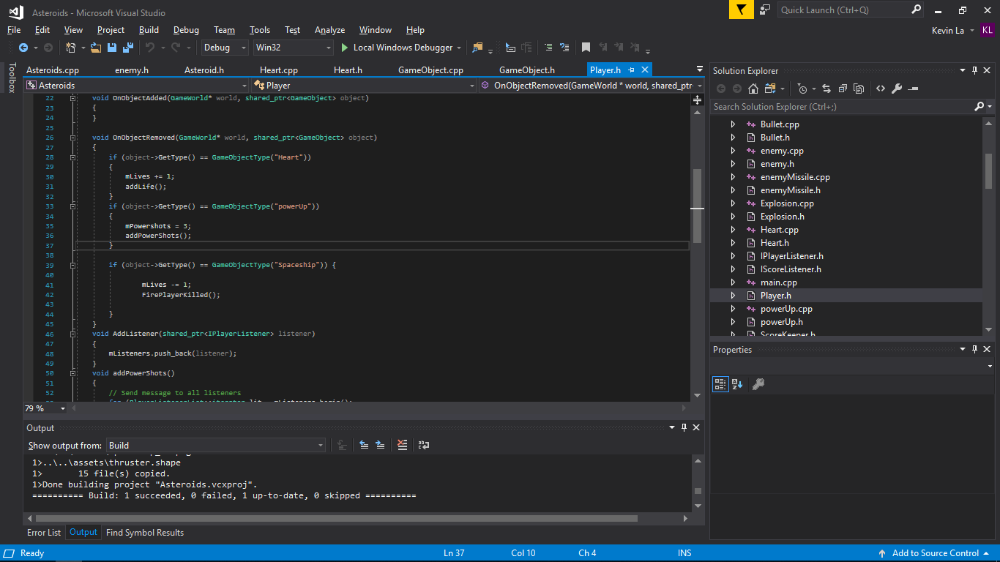 Asteroids - Microsoft Visual Studio
Quick Launch (Ctrl+Q)
File Edit View Project Build Debug Team Tools Test Analyze Window Help
Kevin La KL
Debug Win32 Local Windows Debugger
Toolbox
Asteroids.cpp enemy.h Asteroid.h Heart.cpp Heart.h GameObject.cpp GameObject.h Player.h
Asteroids Player OnObjectRemoved(GameWorld * world, shared_ptr
22 void OnObjectAdded(GameWorld* world, shared_ptr<GameObject> object)
23 {
24 }
25
26 void OnObjectRemoved(GameWorld* world, shared_ptr<GameObject> object)
27 {
28 if (object->GetType() == GameObjectType("Heart"))
29 {
30 mLives += 1;
31 addLife();
32 }
33 if (object->GetType() == GameObjectType("powerUp"))
34 {
35 mPowershots = 3;
36 addPowerShots();
37 }
38
39 if (object->GetType() == GameObjectType("Spaceship")) {
40
41 mLives -= 1;
42 FirePlayerKilled();
43
44 }
45 }
46 void AddListener(shared_ptr<IPlayerListener> listener)
47 {
48 mListeners.push_back(listener);
49 }
50 void addPowerShots()
51 {
52 // Send message to all listeners
79 %
Output
Show output from: Build
1>..\..\assets\thruster.shape
1> 15 file(s) copied.
1>Done building project "Asteroids.vcxproj".
========== Build: 1 succeeded, 0 failed, 1 up-to-date, 0 skipped ==========
Error List Output Find Symbol Results
Solution Explorer
Search Solution Explorer (Ctrl+;)
Bullet.cpp
Bullet.h
enemy.cpp
enemy.h
enemyMissile.cpp
enemyMissile.h
Explosion.cpp
Explosion.h
Heart.cpp
Heart.h
IPlayerListener.h
IScoreListener.h
main.cpp
Player.h
powerUp.cpp
powerUp.h
ScoreKeeper.h
Properties
Ready Ln 37 Col 10 Ch 4 INS Add to Source Control